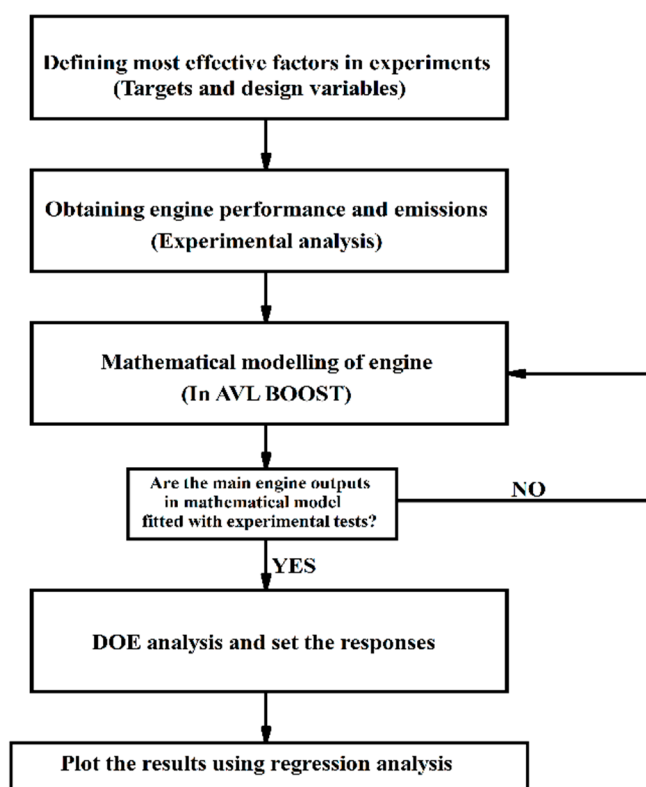 Defining most effective factors in experiments
(Targets and design variables)
Obtaining engine performance and emissions
(Experimental analysis)
Mathematical modelling of engine
(In AVL BOOST)
Are the main engine outputs
in mathematical model
fitted with experimental tests?
NO
YES
DOE analysis and set the responses
Plot the results using regression analysis